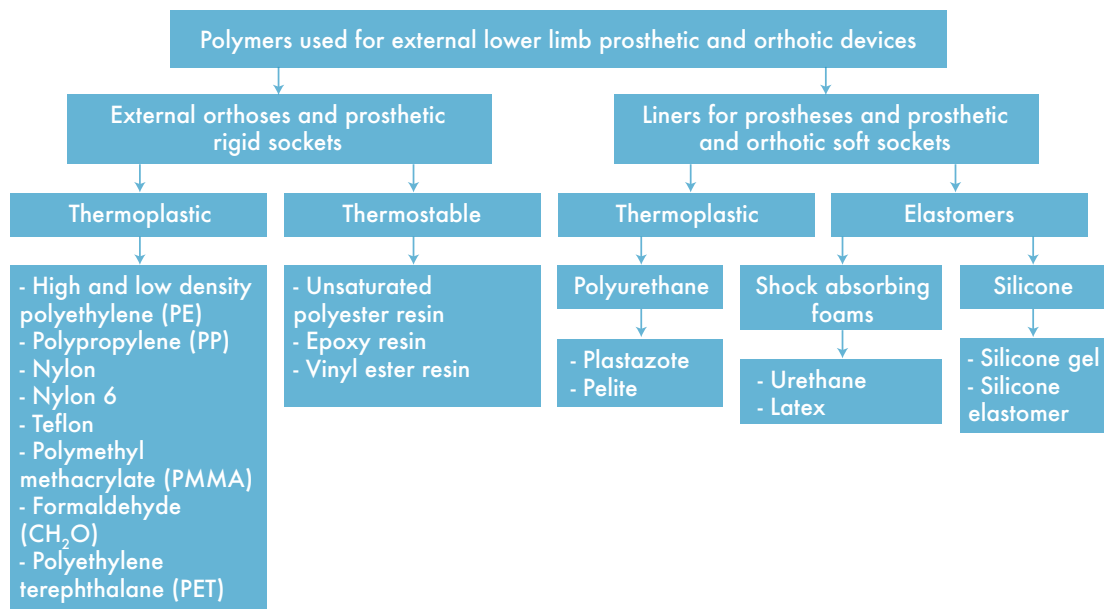 Polymers used for external lower limb prosthetic and orthotic devices
External orthoses and prosthetic
rigid sockets
Liners for prostheses and prosthetic
and orthotic soft sockets
Thermoplastic
Thermostable
Thermoplastic
Elastomers
- High and low density
polyethylene (PE)
- Polypropylene (PP)
- Nylon
- Nylon 6
- Teflon
- Polymethyl
methacrylate (PMMA)
- Formaldehyde
(CH₂O)
- Polyethylene
terephthalane (PET)
- Unsaturated
polyester resin
- Epoxy resin
- Vinyl ester resin
Polyurethane
Shock absorbing
foams
Silicone
- Plastazote
- Pelite
- Urethane
- Latex
- Silicone gel
- Silicone
elastomer